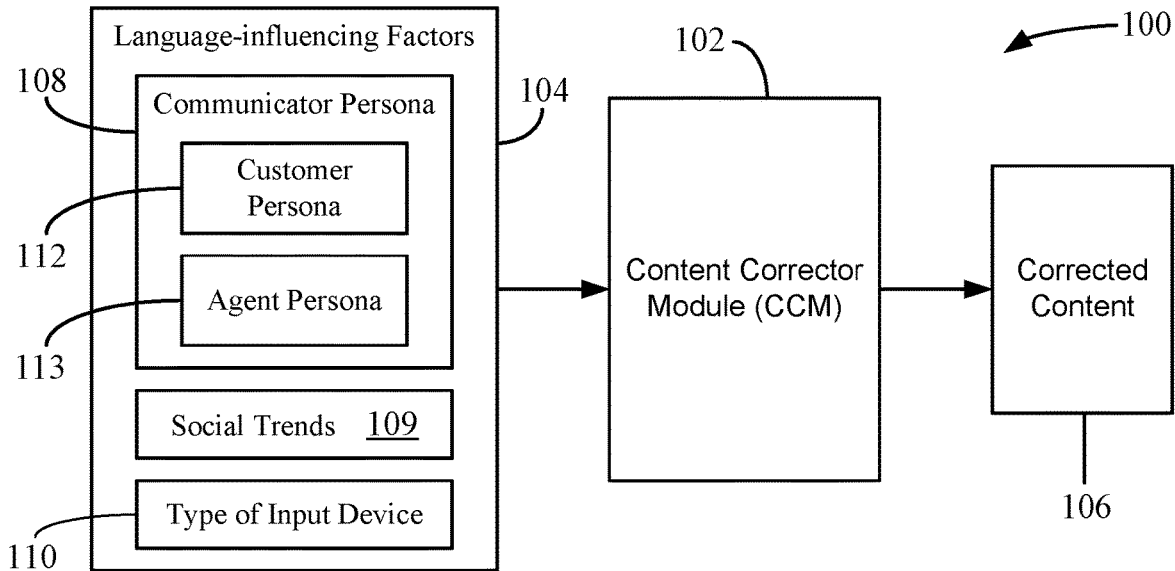 Language-influencing Factors
108
Communicator Persona
104
Customer
Persona
112
Agent Persona
113
Social Trends 109
Type of Input Device
110
102
Content Corrector
Module (CCM)
100
Corrected
Content
106